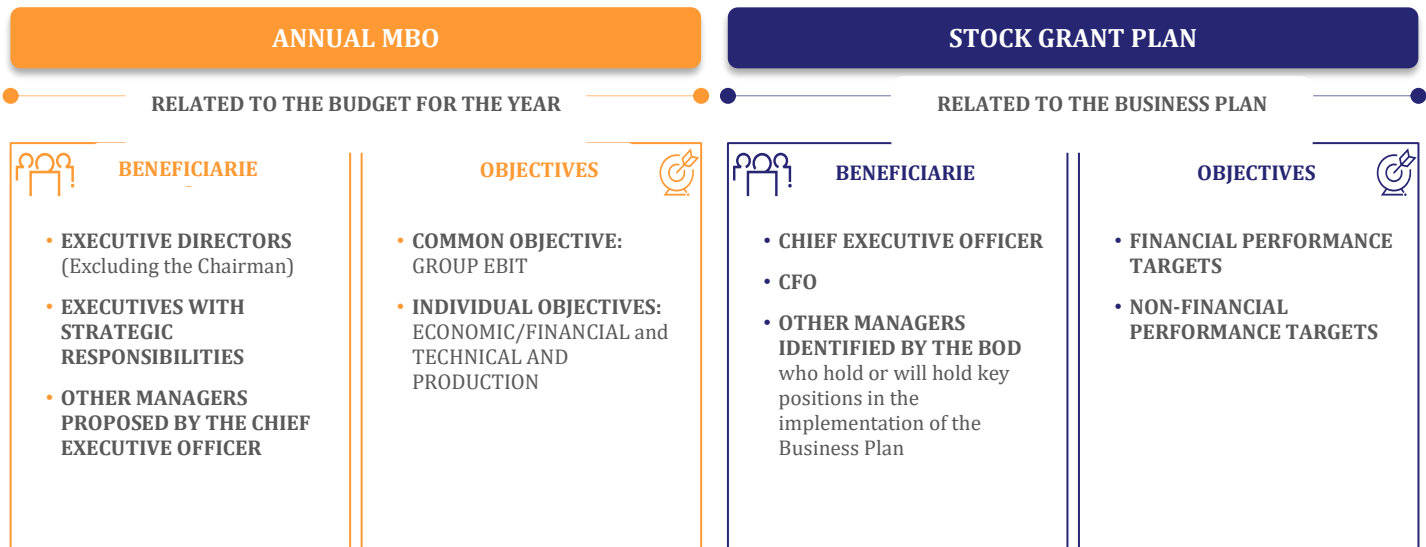 ANNUAL MBO
RELATED TO THE BUDGET FOR THE YEAR
BENEFICIARIE
• EXECUTIVE DIRECTORS
(Excluding the Chairman)
• EXECUTIVES WITH
STRATEGIC
RESPONSIBILITIES
• OTHER MANAGERS
PROPOSED BY THE CHIEF
EXECUTIVE OFFICER
OBJECTIVES
• COMMON OBJECTIVE:
GROUP EBIT
• INDIVIDUAL OBJECTIVES:
ECONOMIC/FINANCIAL and
TECHNICAL AND
PRODUCTION
STOCK GRANT PLAN
RELATED TO THE BUSINESS PLAN
BENEFICIARIE
• CHIEF EXECUTIVE OFFICER
• CFO
• OTHER MANAGERS
IDENTIFIED BY THE BOD
who hold or will hold key
positions in the
implementation of the
Business Plan
OBJECTIVES
• FINANCIAL PERFORMANCE
TARGETS
• NON-FINANCIAL
PERFORMANCE TARGETS